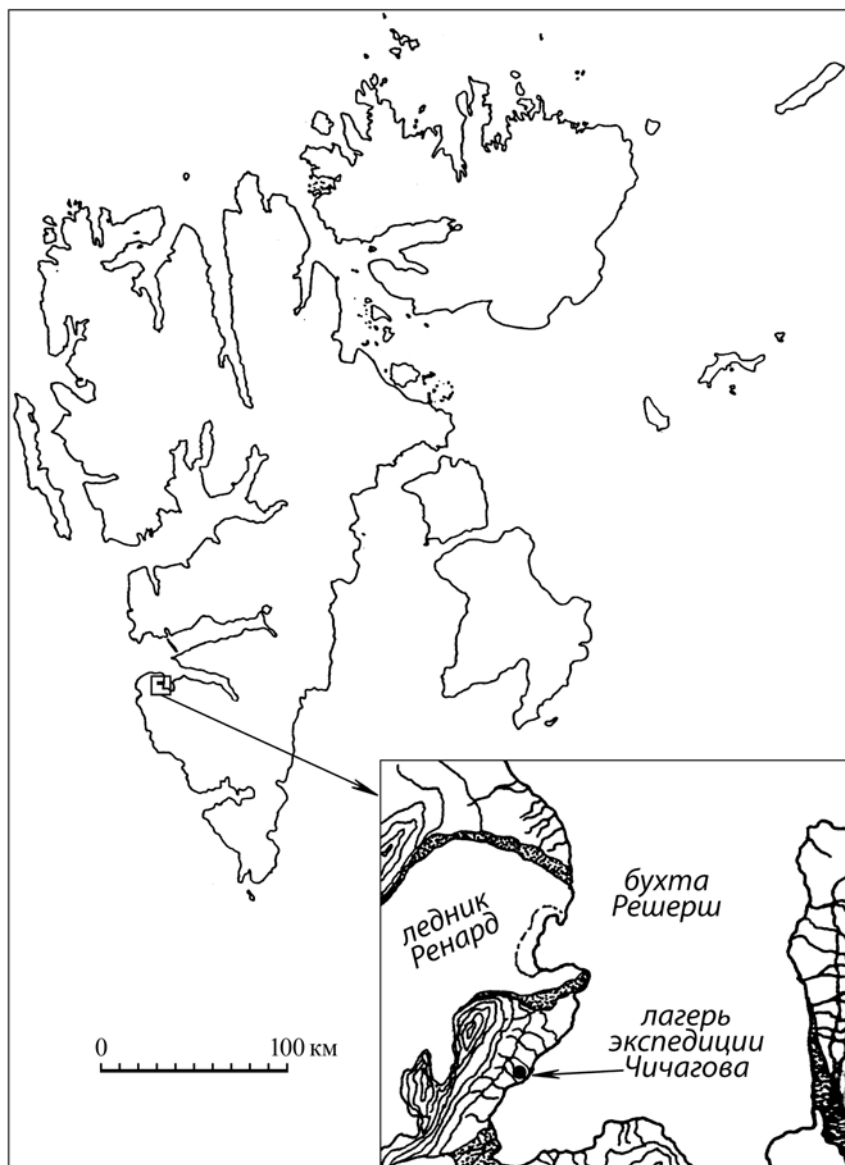 бухта
Решерш
ледник
Ренард
лагерь
экспедиции
Чичагова
0 100 км